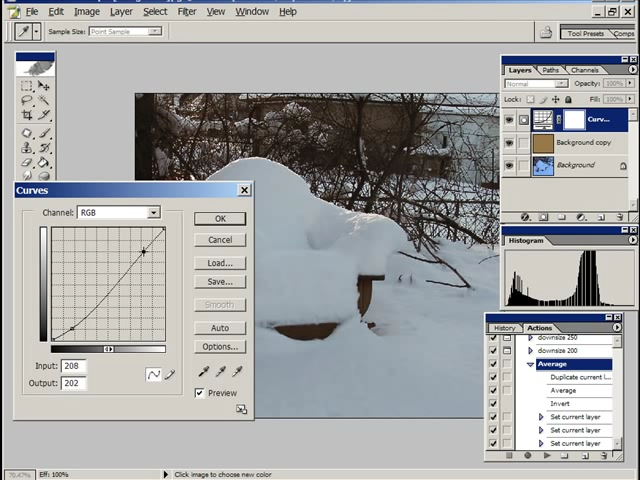 File Edit Image Layer Select Filter View Window Help
Sample Size: Point Sample
Tool Presets Comps
Layers Paths Channels
Normal Opacity: 100%
Lock: Fill: 100%
Curv...
Background copy
Background
Histogram
History Actions
downsize 250
downsize 200
Average
Duplicate current l...
Average
Invert
Set current layer
Set current layer
Set current layer
Curves
Channel: RGB
OK
Cancel
Load...
Save...
Smooth
Auto
Options...
Input: 208
Output: 202
Preview
70.47% Eff: 100% Click image to choose new color